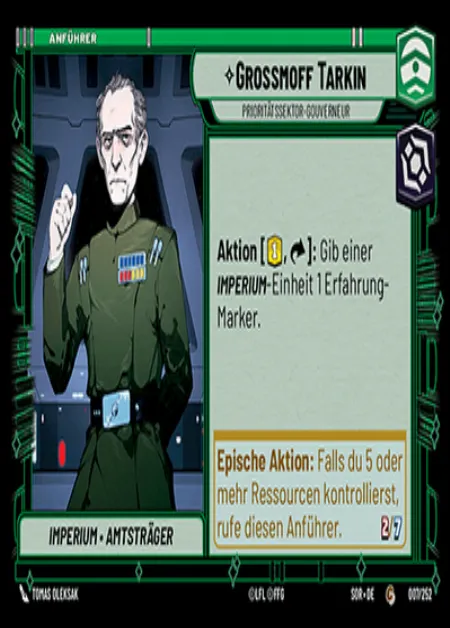 ANFÜHRER
GROSSMOFF TARKIN
PRIORITÄTSSEKTOR-GOUVERNEUR
Aktion [1, ]: Gib einer
IMPERIUM-Einheit 1 Erfahrung-
Marker.
Epische Aktion: Falls du 5 oder
mehr Ressourcen kontrollierst,
rufe diesen Anführer. 2 7
IMPERIUM • AMTSTRÄGER
TOMAS OLEKSAK
©LFL ©FFG
SOR • DE
C
007/252